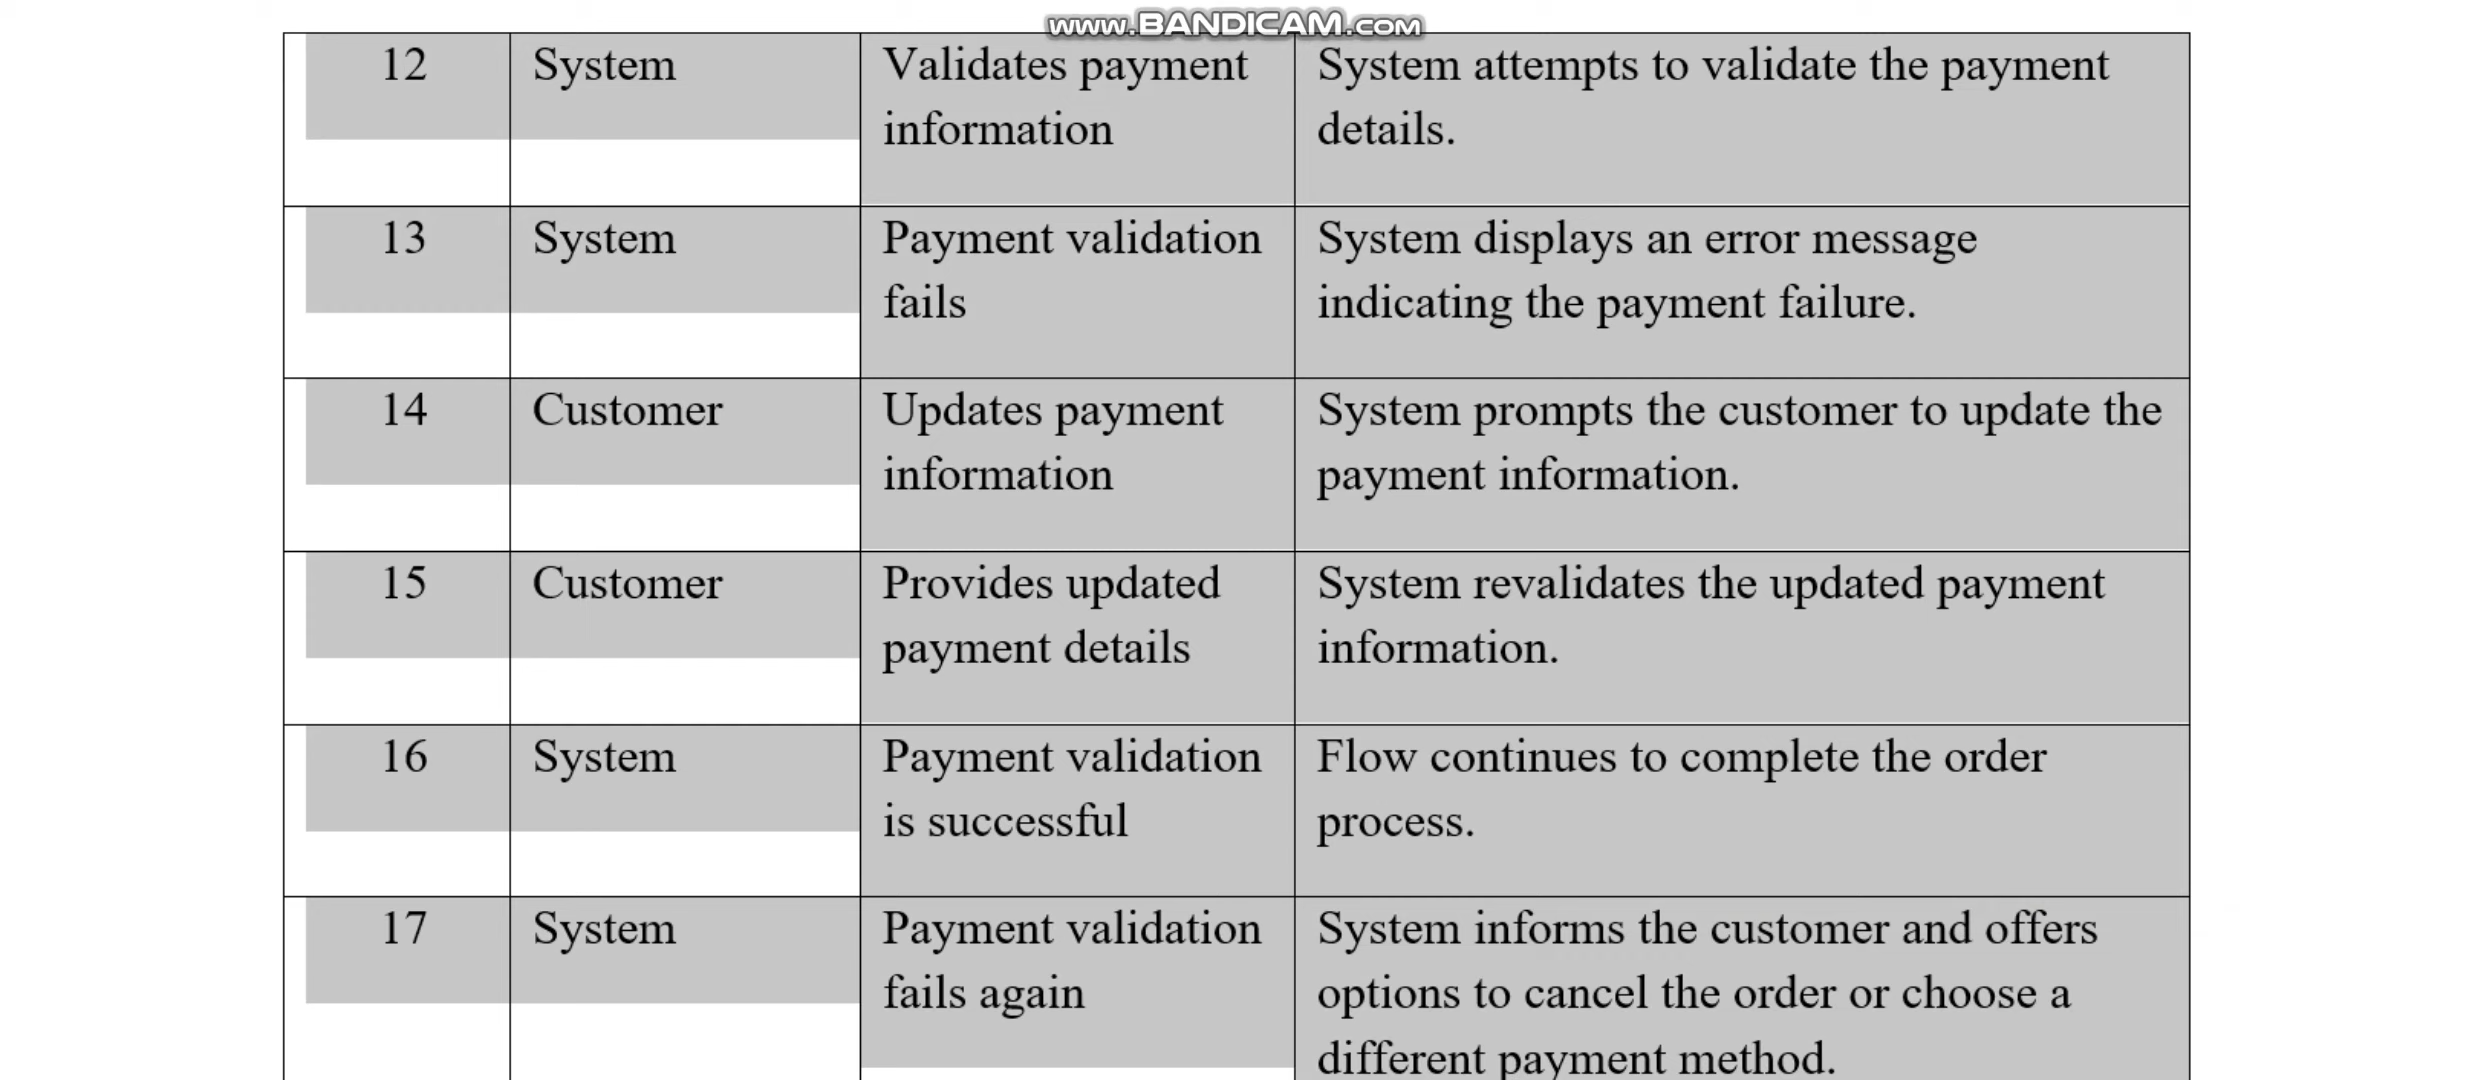 www.BANDICAM.com
12 System Validates payment System attempts to validate the payment
information details.
13 System Payment validation System displays an error message
fails indicating the payment failure.
14 Customer Updates payment System prompts the customer to update the
information payment information.
15 Customer Provides updated System revalidates the updated payment
payment details information.
16 System Payment validation Flow continues to complete the order
is successful process.
17 System Payment validation System informs the customer and offers
fails again options to cancel the order or choose a
different payment method.